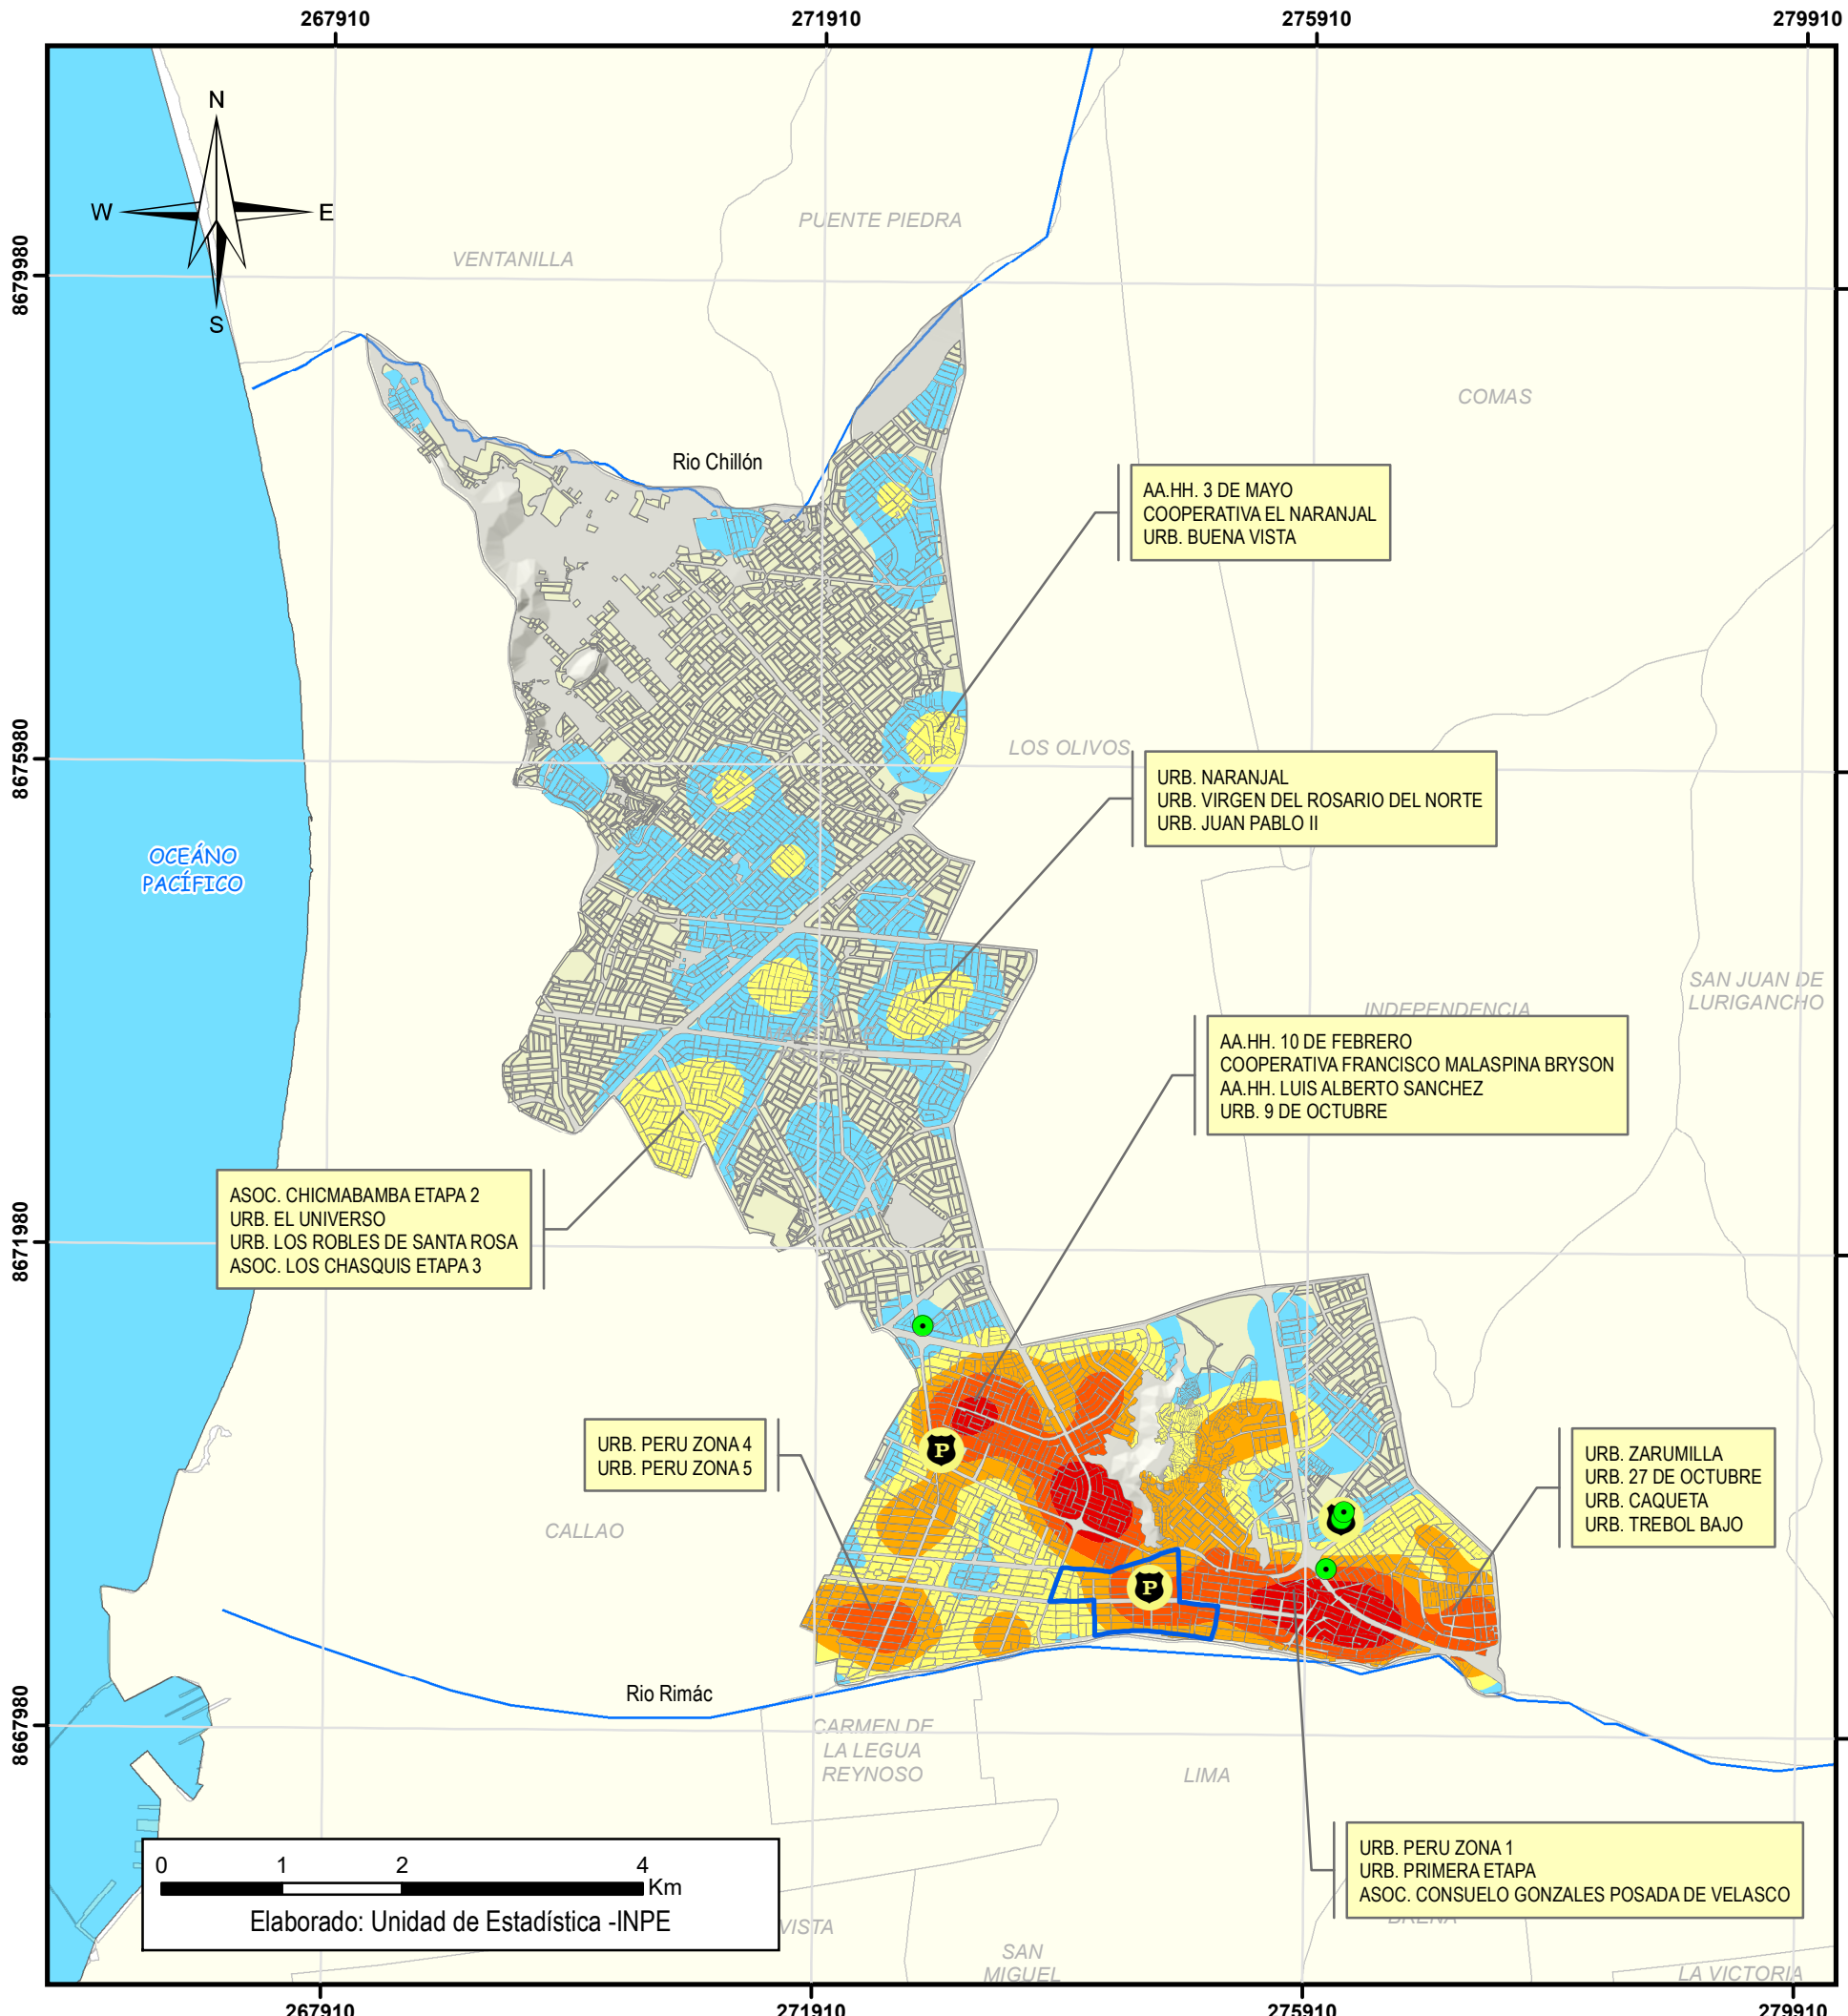 267910
271910
275910
279910
N
W
E
S
8679980
8675980
8671980
8667980
VENTANILLA
PUENTE PIEDRA
COMAS
Rio Chillón
AA.HH. 3 DE MAYO
COOPERATIVA EL NARANJAL
URB. BUENA VISTA
LOS OLIVOS
URB. NARANJAL
URB. VIRGEN DEL ROSARIO DEL NORTE
URB. JUAN PABLO II
OCEÁNO
PACÍFICO
SAN JUAN DE
LURIGANCHO
INDEPENDENCIA
AA.HH. 10 DE FEBRERO
COOPERATIVA FRANCISCO MALASPINA BRYSON
AA.HH. LUIS ALBERTO SANCHEZ
URB. 9 DE OCTUBRE
ASOC. CHICMABAMBA ETAPA 2
URB. EL UNIVERSO
URB. LOS ROBLES DE SANTA ROSA
ASOC. LOS CHASQUIS ETAPA 3
URB. PERU ZONA 4
URB. PERU ZONA 5
P
P
CALLAO
URB. ZARUMILLA
URB. 27 DE OCTUBRE
URB. CAQUETA
URB. TREBOL BAJO
Rio Rimác
CARMEN DE
LA LEGUA
REYNOSO
LIMA
URB. PERU ZONA 1
URB. PRIMERA ETAPA
ASOC. CONSUELO GONZALES POSADA DE VELASCO
BREÑA
VISTA
SAN
MIGUEL
LA VICTORIA
0 1 2 4
Km
Elaborado: Unidad de Estadística -INPE
267910
271910
275910
279910